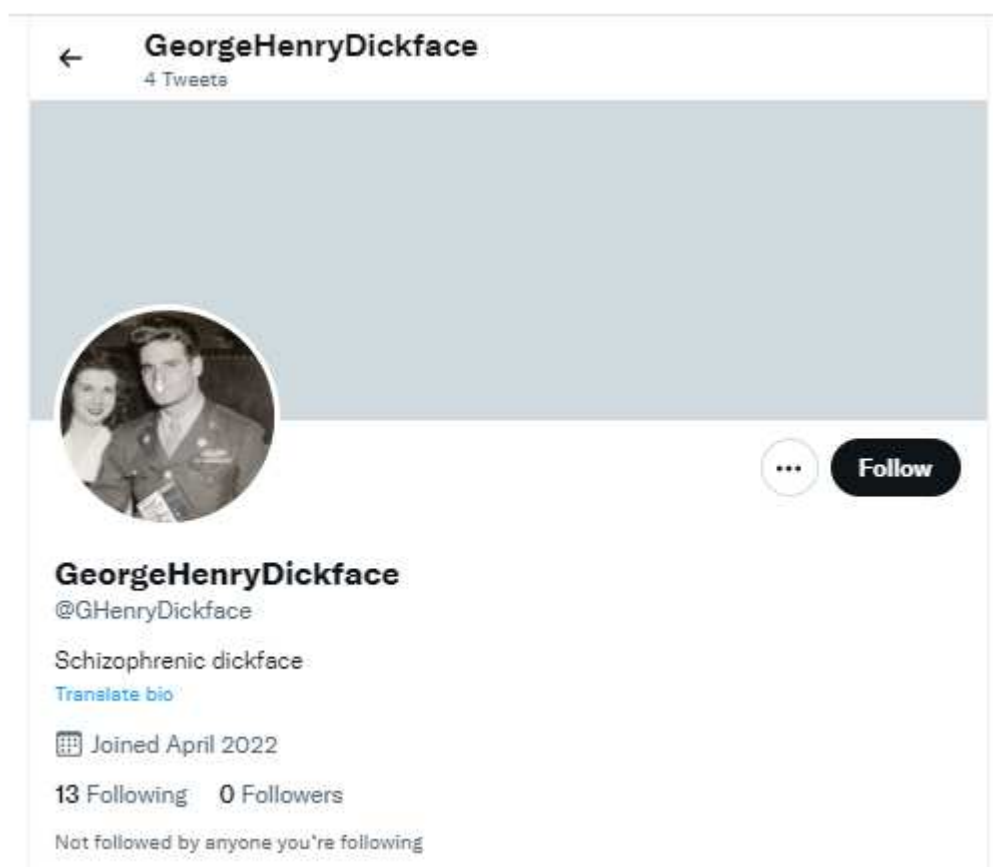 GeorgeHenryDickface
4 Tweets
Follow
GeorgeHenryDickface
@GHenryDickface
Schizophrenic dickface
Translate bio
Joined April 2022
13 Following 0 Followers
Not followed by anyone you're following